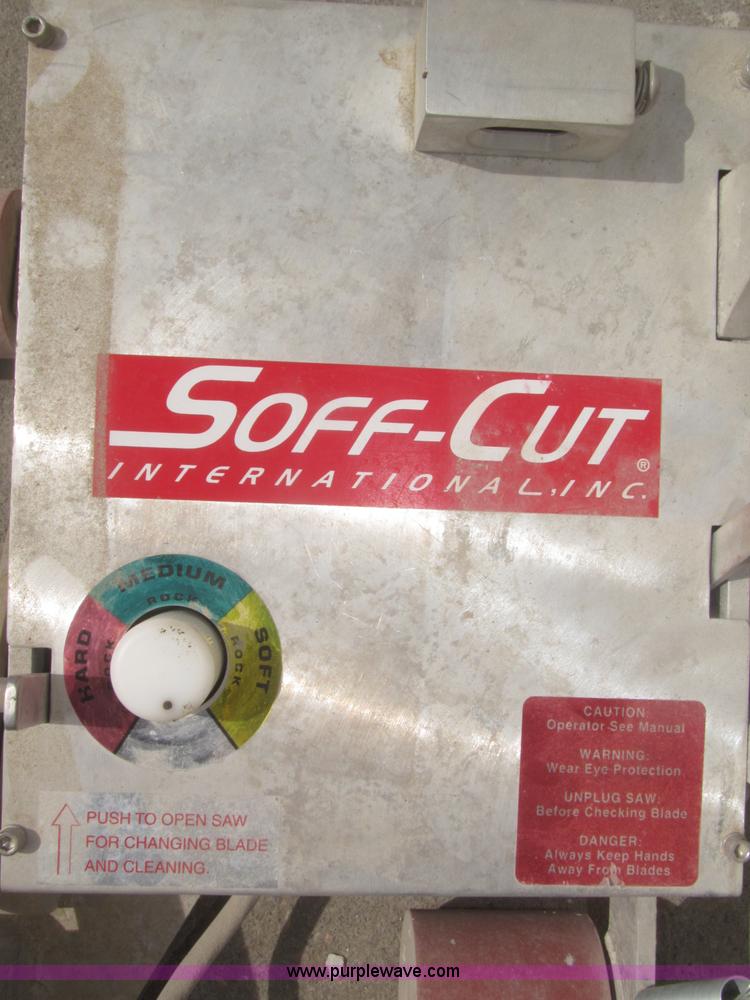 SOFF-CUT®
INTERNATIONAL, INC.
MEDIUM
ROCK
HARD
ROCK
SOFT
ROCK
CAUTION:
Operator See Manual
WARNING:
Wear Eye Protection
UNPLUG SAW:
Before Checking Blade
DANGER:
Always Keep Hands
Away From Blades
PUSH TO OPEN SAW
FOR CHANGING BLADE
AND CLEANING.
www.purplewave.com